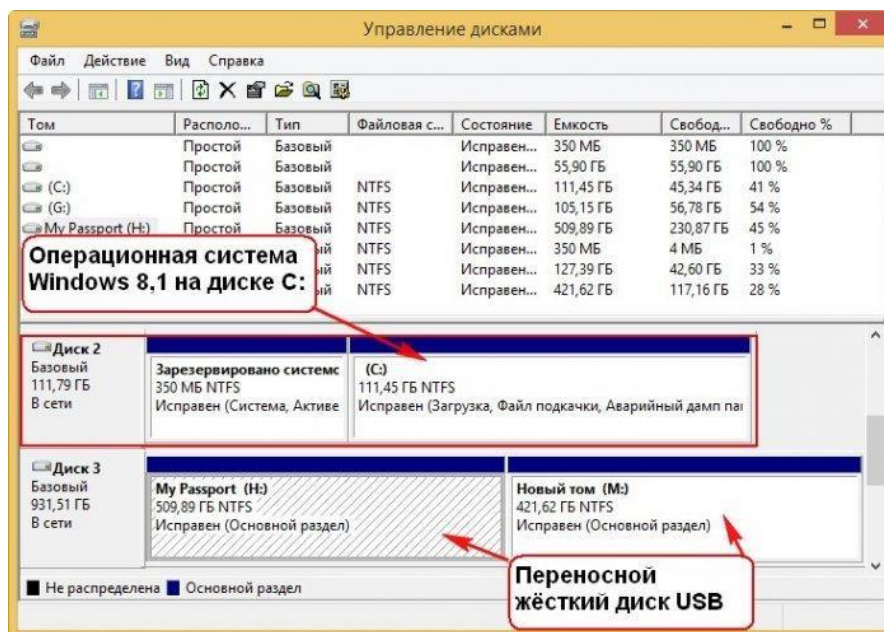 Управление дисками
Файл Действие Вид Справка
Том Располо... Тип Файловая с... Состояние Емкость Свобод... Свободно %
Простой Базовый Исправен... 350 МБ 350 МБ 100 %
Простой Базовый Исправен... 55,90 ГБ 55,90 ГБ 100 %
(C:) Простой Базовый NTFS Исправен... 111,45 ГБ 45,34 ГБ 41 %
(G:) Простой Базовый NTFS Исправен... 105,15 ГБ 56,78 ГБ 54 %
My Passport (H:) Простой Базовый NTFS Исправен... 509,89 ГБ 230,87 ГБ 45 %
NTFS Исправен... 350 МБ 4 МБ 1 %
NTFS Исправен... 127,39 ГБ 42,60 ГБ 33 %
NTFS Исправен... 421,62 ГБ 117,16 ГБ 28 %
Операционная система
Windows 8,1 на диске C:
Диск 2
Базовый
111,79 ГБ
В сети
Зарезервировано системс
350 МБ NTFS
Исправен (Система, Активе
(C:)
111,45 ГБ NTFS
Исправен (Загрузка, Файл подкачки, Аварийный дамп па
Диск 3
Базовый
931,51 ГБ
В сети
My Passport (H:)
509,89 ГБ NTFS
Исправен (Основной раздел)
Новый том (M:)
421,62 ГБ NTFS
Исправен (Основной раздел)
Переносной
жёсткий диск USB
Не распределена Основной раздел